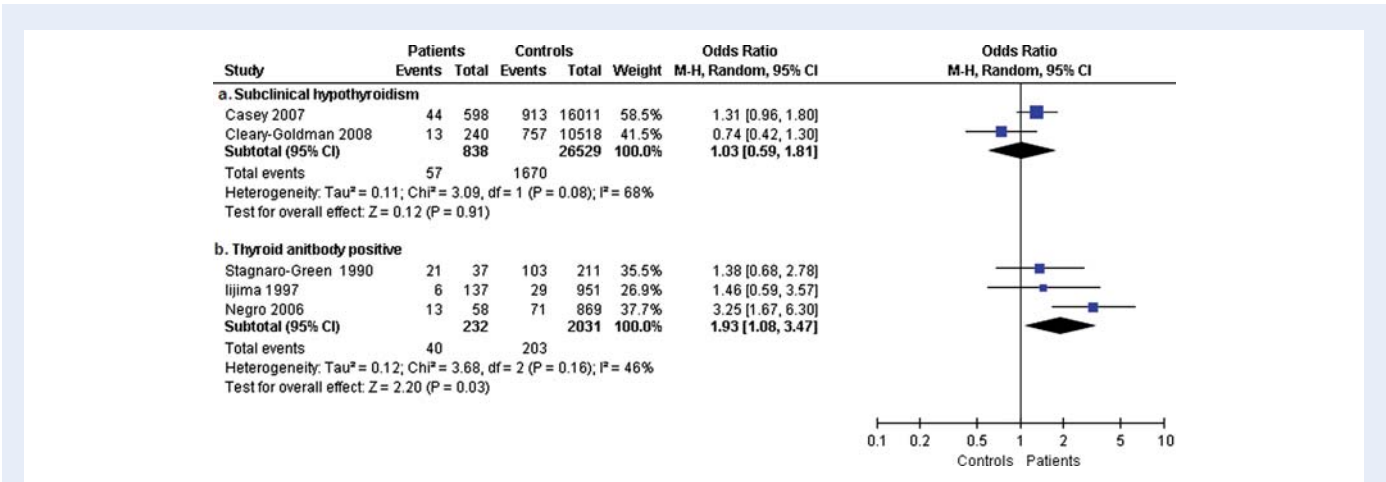 Patients Controls Odds Ratio Odds Ratio
Study Events Total Events Total Weight M-H, Random, 95% CI M-H, Random, 95% CI
a. Subclinical hypothyroidism
Casey 2007 44 598 913 16011 58.5% 1.31 [0.96, 1.80]
Cleary-Goldman 2008 13 240 757 10518 41.5% 0.74 [0.42, 1.30]
Subtotal (95% CI) 838 26529 100.0% 1.03 [0.59, 1.81]
Total events 57 1670
Heterogeneity: Tau² = 0.11; Chi² = 3.09, df = 1 (P = 0.08); I² = 68%
Test for overall effect: Z = 0.12 (P = 0.91)
b. Thyroid anitbody positive
Stagnaro-Green 1990 21 37 103 211 35.5% 1.38 [0.68, 2.78]
Iijima 1997 6 137 29 951 26.9% 1.46 [0.59, 3.57]
Negro 2006 13 58 71 869 37.7% 3.25 [1.67, 6.30]
Subtotal (95% CI) 232 2031 100.0% 1.93 [1.08, 3.47]
Total events 40 203
Heterogeneity: Tau² = 0.12; Chi² = 3.68, df = 2 (P = 0.16); I² = 46%
Test for overall effect: Z = 2.20 (P = 0.03)
0.1 0.2 0.5 1 2 5 10
Controls Patients